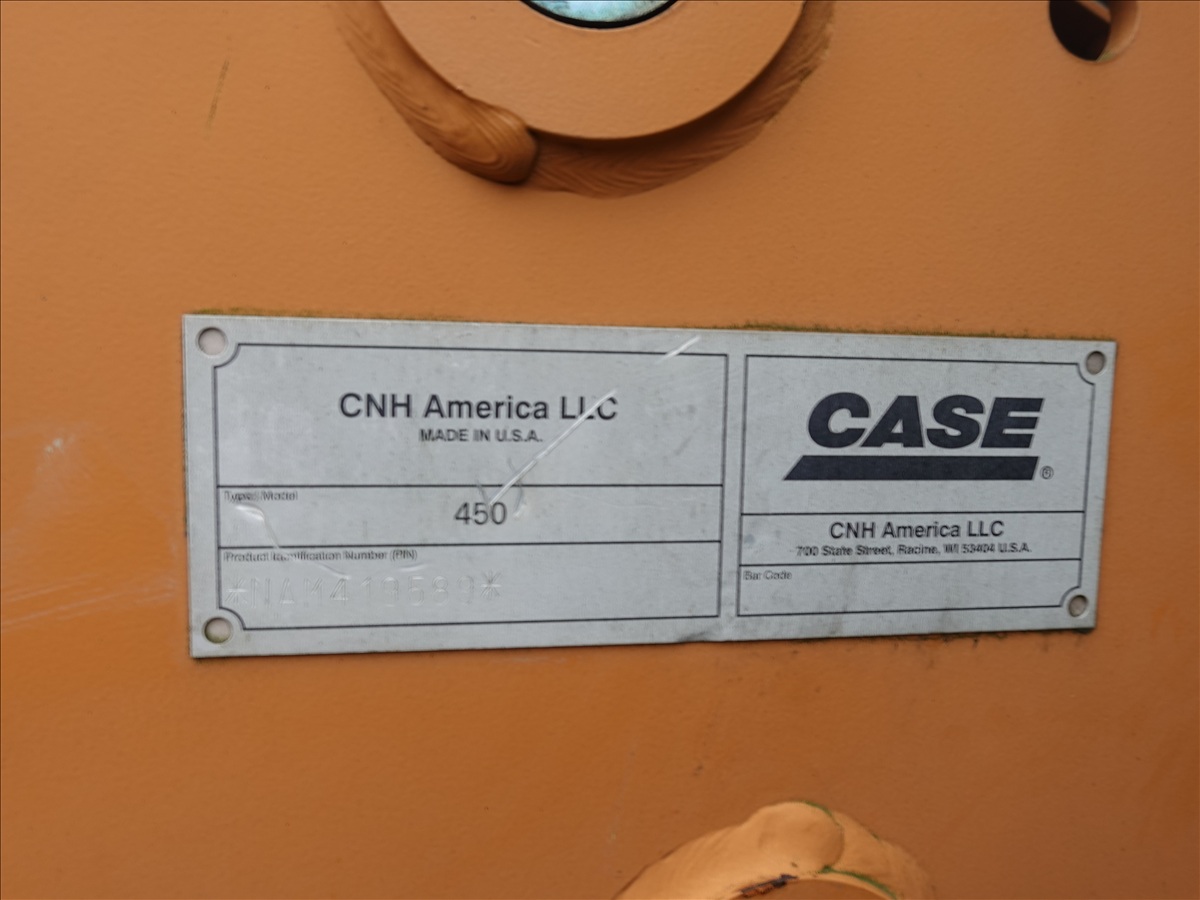 CNH America LLC
MADE IN U.S.A.
Type/Model
450
Product Identification Number (PIN)
CASE
®
CNH America LLC
700 State Street, Racine, WI 53404 U.S.A.
Bar Code